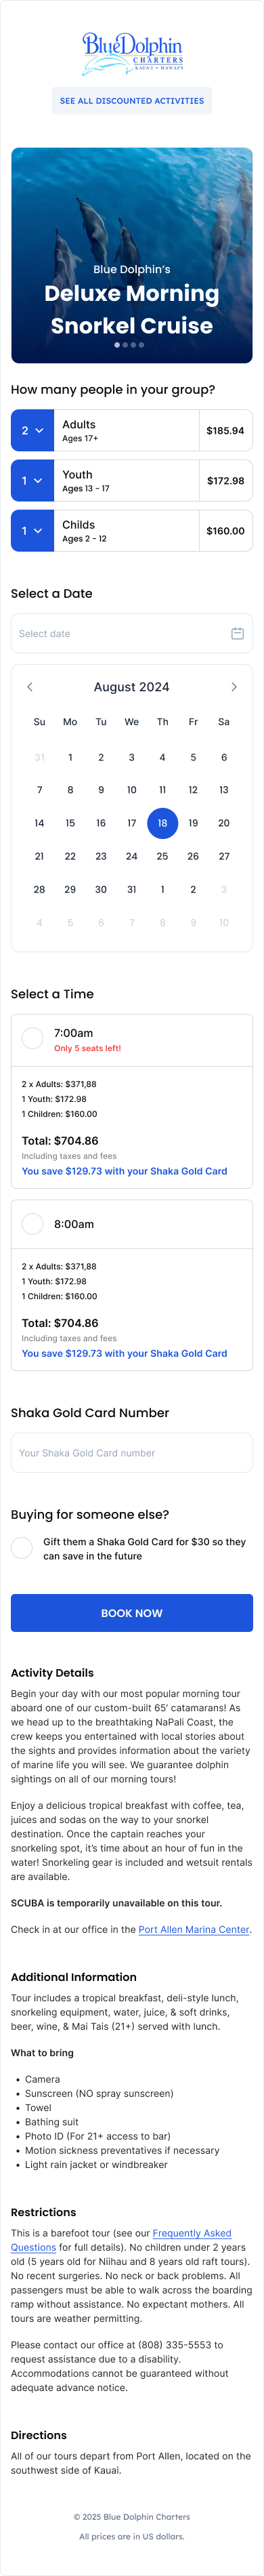 BlueDolphin
CHARTERS
KAUA'I • HAWAI'I
SEE ALL DISCOUNTED ACTIVITIES
Blue Dolphin’s
Deluxe Morning
Snorkel Cruise
How many people in your group?
2 Adults $185.94
Ages 17+
1 Youth $172.98
Ages 13 – 17
1 Childs $160.00
Ages 2 – 12
Select a Date
Select date
August 2024
Su Mo Tu We Th Fr Sa
31 1 2 3 4 5 6
7 8 9 10 11 12 13
14 15 16 17 18 19 20
21 22 23 24 25 26 27
28 29 30 31 1 2 3
4 5 6 7 8 9 10
Select a Time
7:00am
Only 5 seats left!
2 x Adults: $371,88
1 Youth: $172.98
1 Children: $160.00
Total: $704.86
Including taxes and fees
You save $129.73 with your Shaka Gold Card
8:00am
2 x Adults: $371,88
1 Youth: $172.98
1 Children: $160.00
Total: $704.86
Including taxes and fees
You save $129.73 with your Shaka Gold Card
Shaka Gold Card Number
Your Shaka Gold Card number
Buying for someone else?
Gift them a Shaka Gold Card for $30 so they
can save in the future
BOOK NOW
Activity Details
Begin your day with our most popular morning tour
aboard one of our custom-built 65' catamarans! As
we head up to the breathtaking NaPali Coast, the
crew keeps you entertained with local stories about
the sights and provides information about the variety
of marine life you will see. We guarantee dolphin
sightings on all of our morning tours!
Enjoy a delicious tropical breakfast with coffee, tea,
juices and sodas on the way to your snorkel
destination. Once the captain reaches your
snorkeling spot, it’s time about an hour of fun in the
water! Snorkeling gear is included and wetsuit rentals
are available.
SCUBA is temporarily unavailable on this tour.
Check in at our office in the Port Allen Marina Center.
Additional Information
Tour includes a tropical breakfast, deli-style lunch,
snorkeling equipment, water, juice, & soft drinks,
beer, wine, & Mai Tais (21+) served with lunch.
What to bring
• Camera
• Sunscreen (NO spray sunscreen)
• Towel
• Bathing suit
• Photo ID (For 21+ access to bar)
• Motion sickness preventatives if necessary
• Light rain jacket or windbreaker
Restrictions
This is a barefoot tour (see our Frequently Asked
Questions for full details). No children under 2 years
old (5 years old for Niihau and 8 years old raft tours).
No recent surgeries. No neck or back problems. All
passengers must be able to walk across the boarding
ramp without assistance. No expectant mothers. All
tours are weather permitting.
Please contact our office at (808) 335-5553 to
request assistance due to a disability.
Accommodations cannot be guaranteed without
adequate advance notice.
Directions
All of our tours depart from Port Allen, located on the
southwest side of Kauai.
© 2025 Blue Dolphin Charters
All prices are in US dollars.